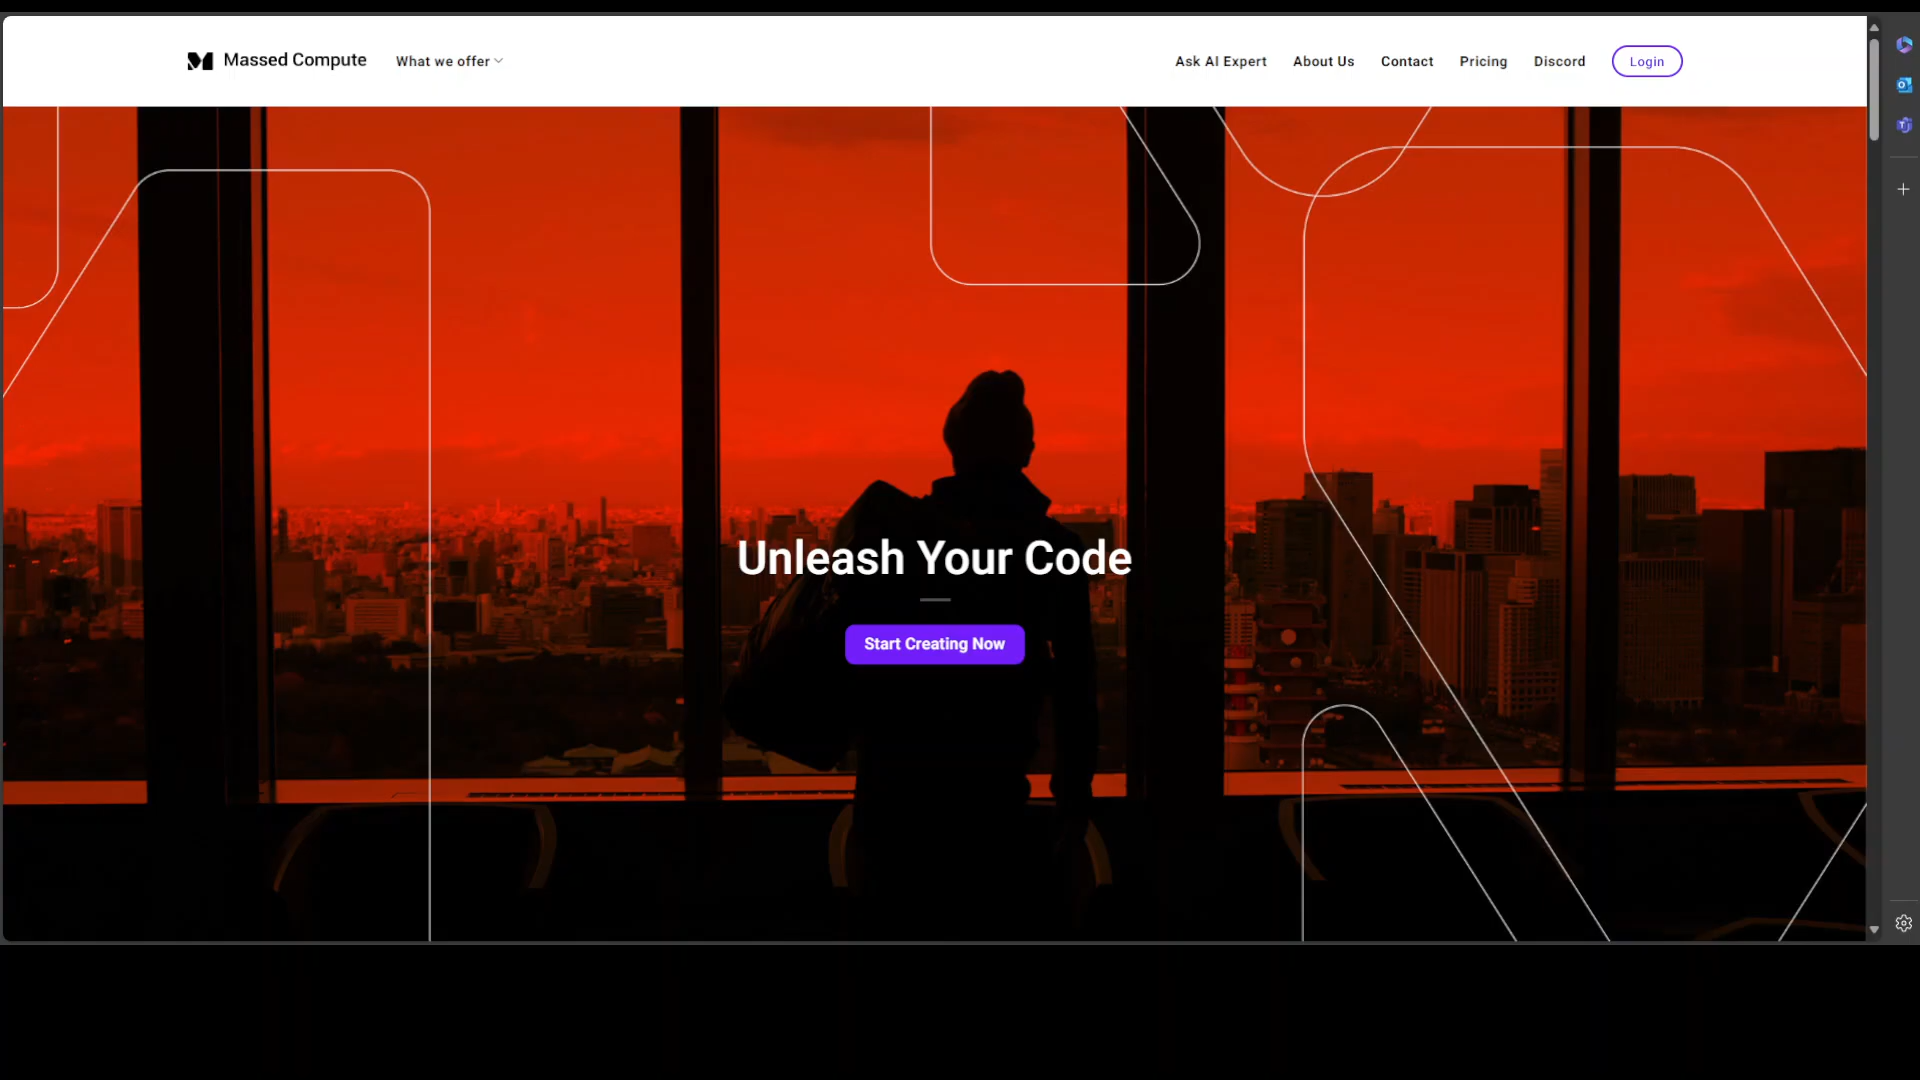 Massed Compute
What we offer
Ask AI Expert
About Us
Contact
Pricing
Discord
Login
Unleash Your Code
Start Creating Now